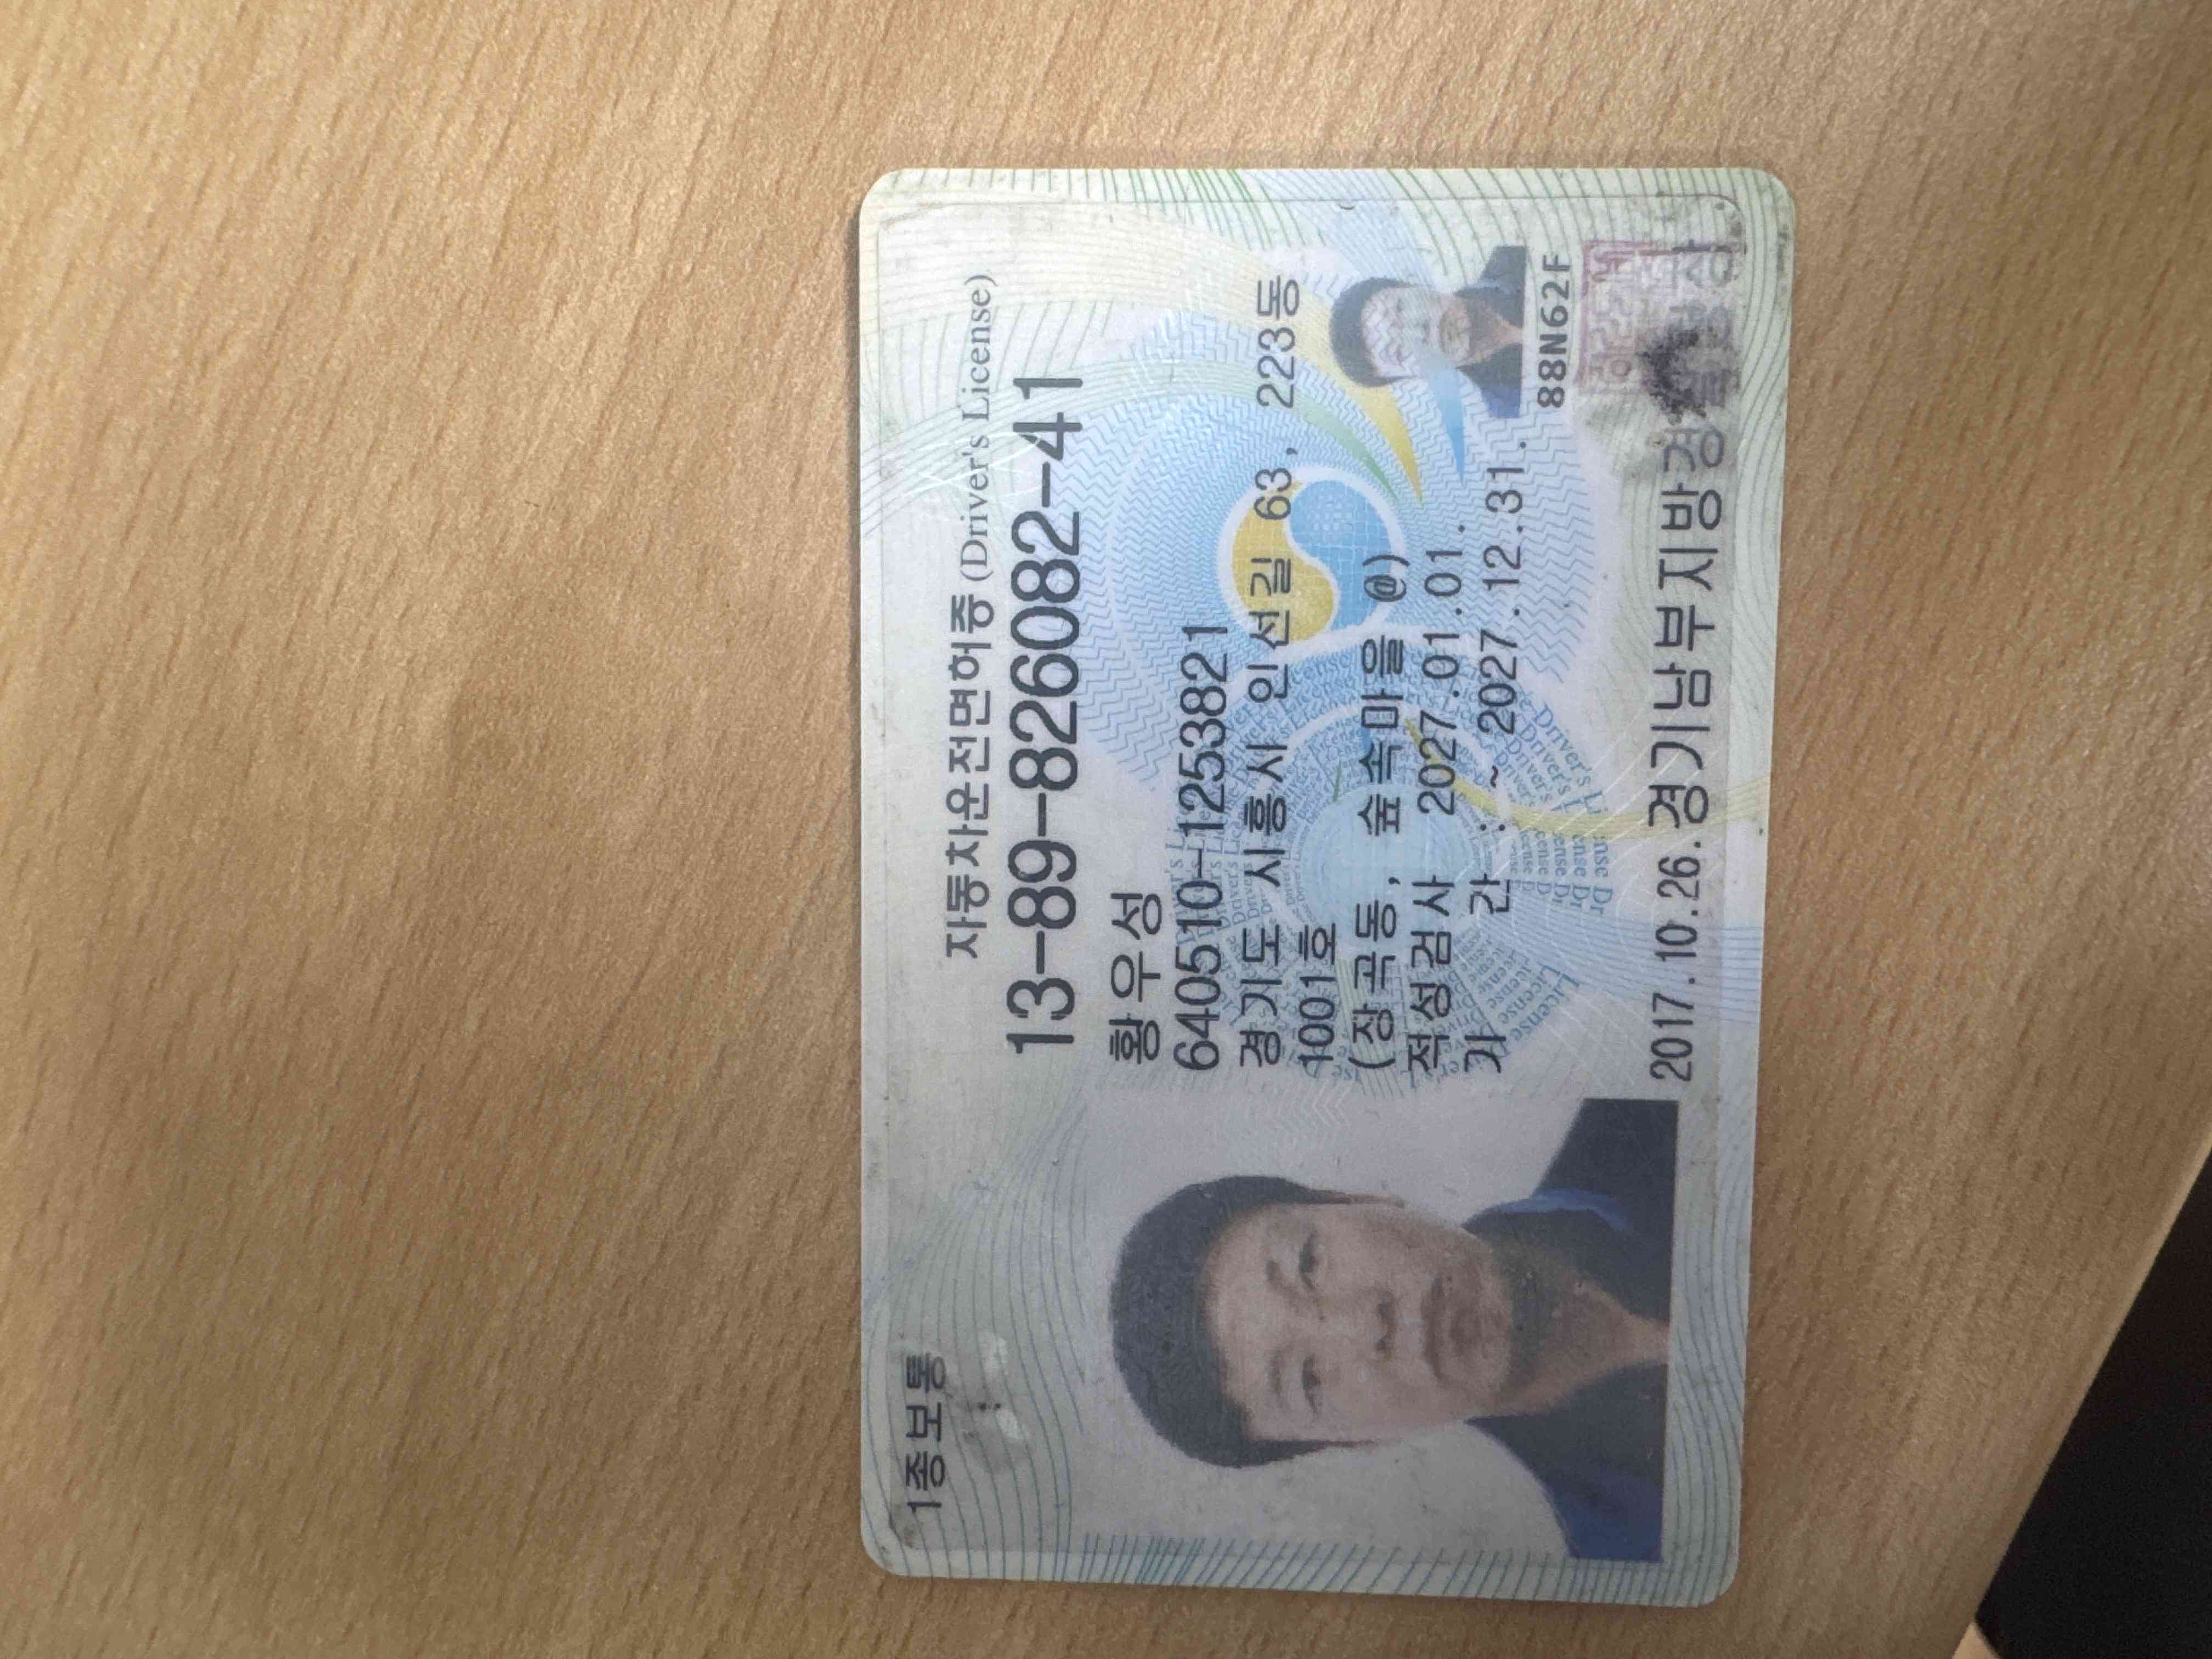 1종보통
자동차운전면허증 (Driver's License)
13-89-826082-41
황우성
640510-1253821
경기도 시흥시 인선길 63, 223동
1001호
(장곡동, 숲속마을 @)
적성검사 2027.01.01.
기 간 : ~ 2027.12.31.
88N62F
2017.10.26.경기남부지방경찰청장